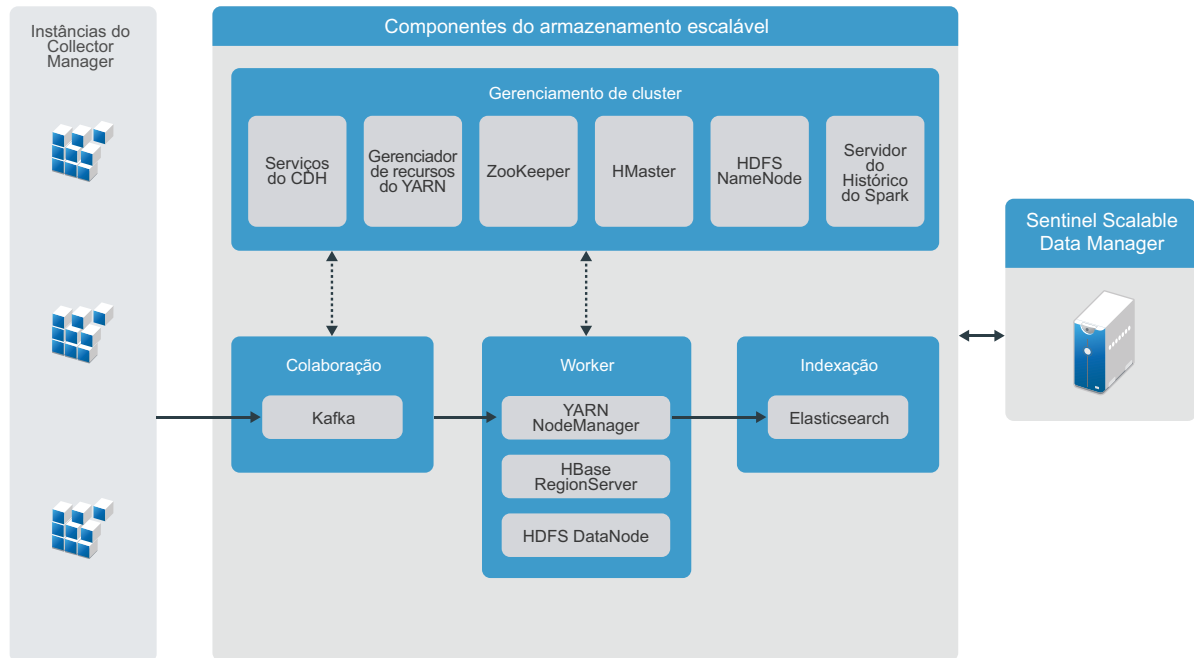 Instâncias do
Collector
Manager
Componentes do armazenamento escalável
Gerenciamento de cluster
Serviços
do CDH
Gerenciador
de recursos
do YARN
ZooKeeper
HMaster
HDFS
NameNode
Servidor
do
Histórico
do Spark
Sentinel Scalable
Data Manager
Colaboração
Kafka
Worker
YARN
NodeManager
HBase
RegionServer
HDFS DataNode
Indexação
Elasticsearch